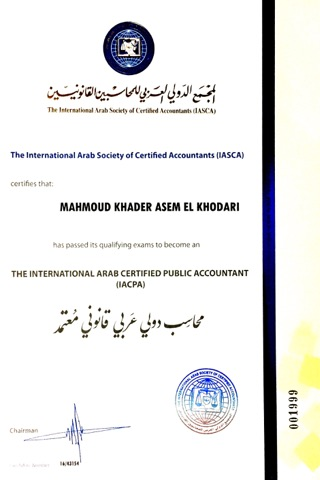 المجمع الدولي العربي للمحاسبين القانونيين
The International Arab Society of Certified Accountants (IASCA)
The International Arab Society of Certified Accountants (IASCA)
certifies that:
MAHMOUD KHADER ASEM EL KHODARI
has passed its qualifying exams to become an
THE INTERNATIONAL ARAB CERTIFIED PUBLIC ACCOUNTANT
(IACPA)
محاسب دولي عربي قانوني معتمد
Chairman
16/43154
001999